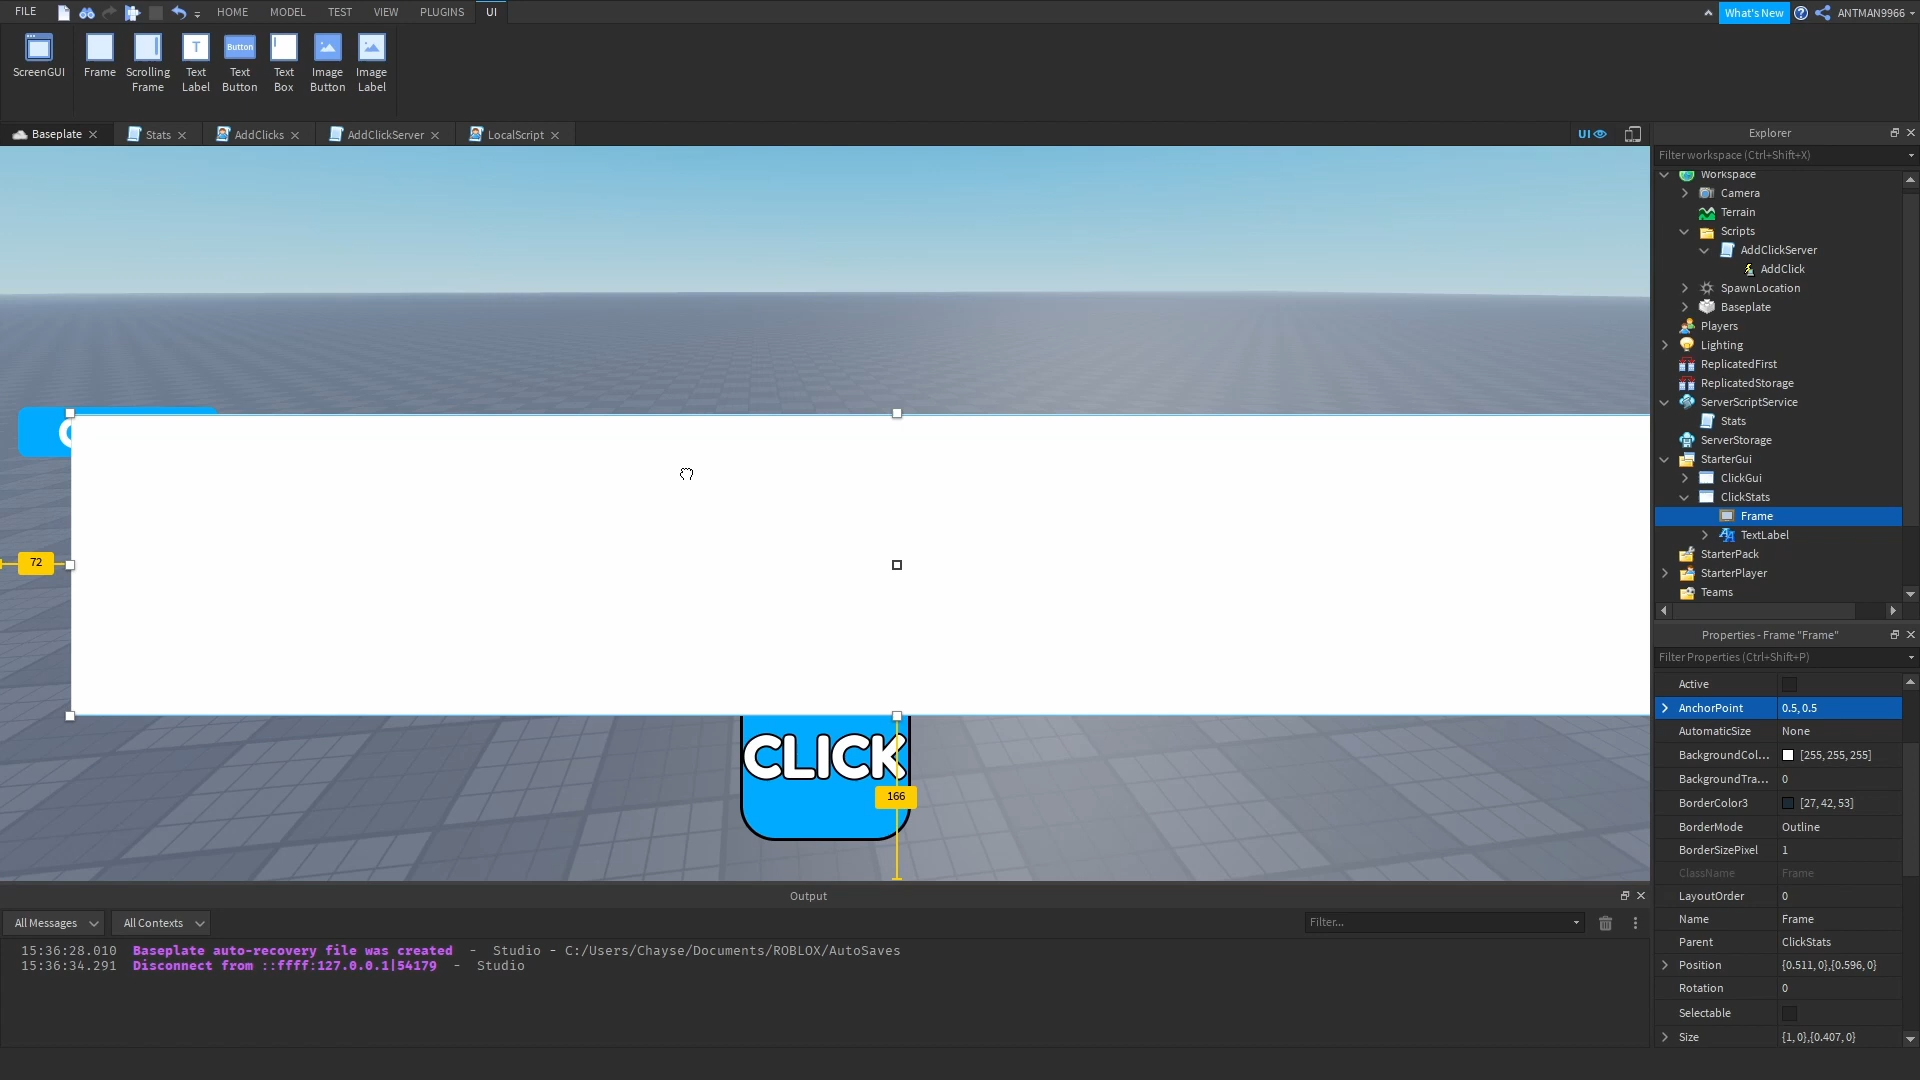 FILE
HOME
MODEL
TEST
VIEW
PLUGINS
UI
What's New
ANTMAN9966
ScreenGUI
Frame
Scrolling
Frame
T
Text
Label
Button
Text
Button
Text
Box
Image
Button
Image
Label
Baseplate
Stats
AddClicks
AddClickServer
LocalScript
UI
Explorer
Filter workspace (Ctrl+Shift+X)
Workspace
Camera
Terrain
Scripts
AddClickServer
AddClick
SpawnLocation
Baseplate
Players
Lighting
ReplicatedFirst
ReplicatedStorage
ServerScriptService
Stats
ServerStorage
StarterGui
ClickGui
ClickStats
Frame
TextLabel
StarterPack
StarterPlayer
Teams
72
CLICK
166
Properties - Frame "Frame"
Filter Properties (Ctrl+Shift+P)
Active
AnchorPoint 0.5, 0.5
AutomaticSize None
BackgroundCol... [255, 255, 255]
BackgroundTra... 0
BorderColor3 [27, 42, 53]
BorderMode Outline
BorderSizePixel 1
ClassName Frame
LayoutOrder 0
Name Frame
Parent ClickStats
Position {0.511, 0},{0.596, 0}
Rotation 0
Selectable
Size {1, 0},{0.407, 0}
Output
All Messages
All Contexts
Filter...
15:36:28.010 Baseplate auto-recovery file was created - Studio - C:/Users/Chayse/Documents/ROBLOX/AutoSaves
15:36:34.291 Disconnect from ::ffff:127.0.0.1|54179 - Studio